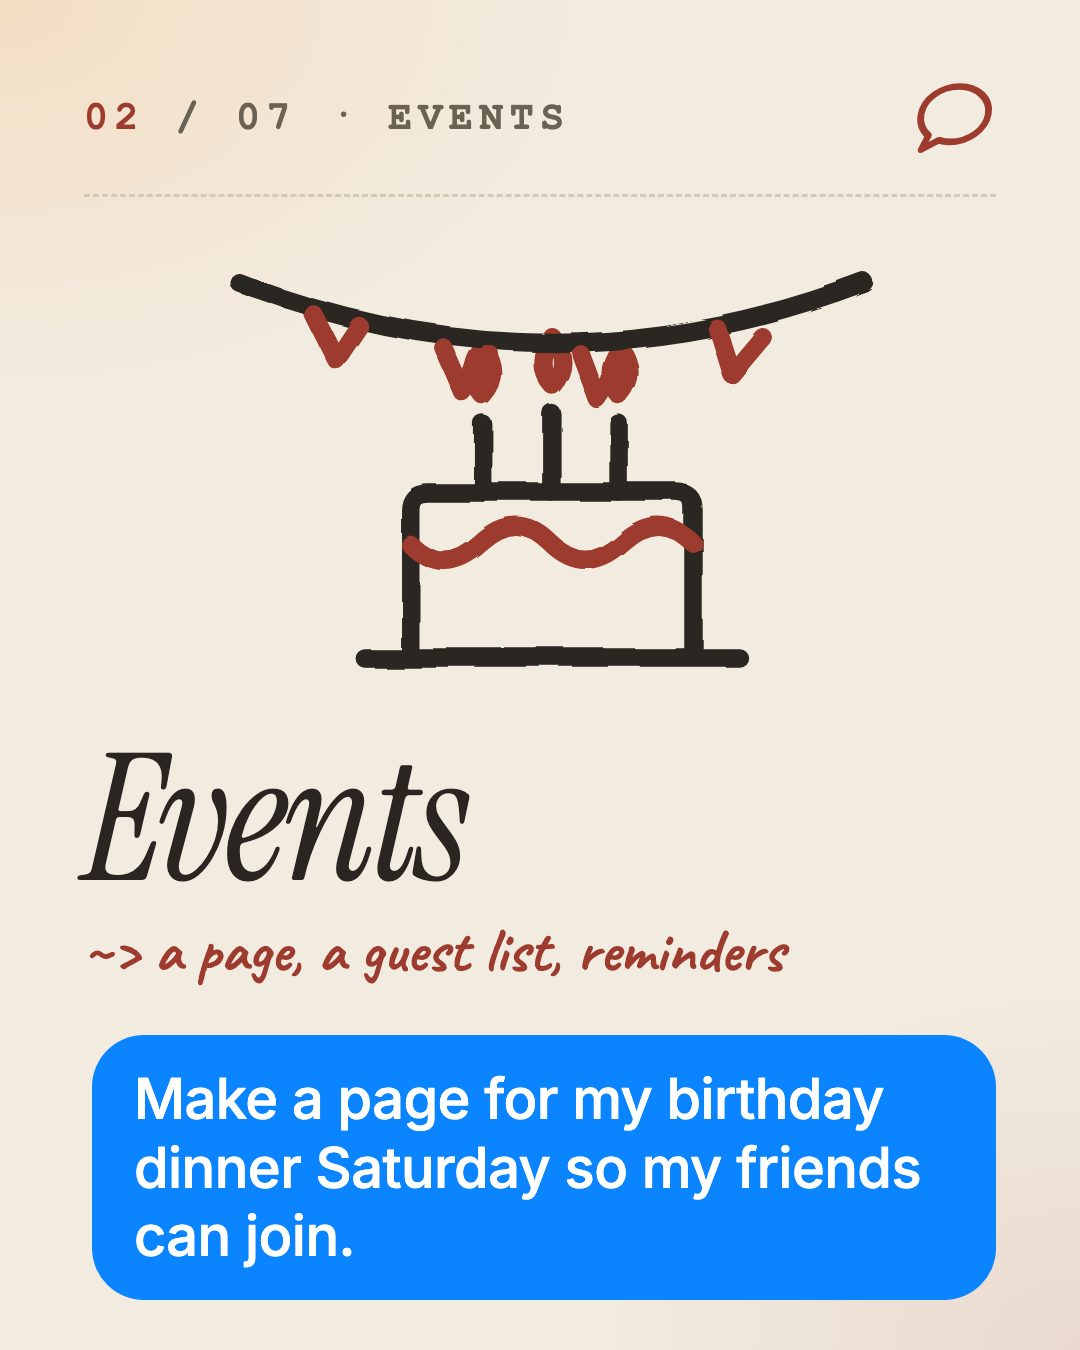 02 / 07 · EVENTS
Events
~> a page, a guest list, reminders
Make a page for my birthday
dinner Saturday so my friends
can join.